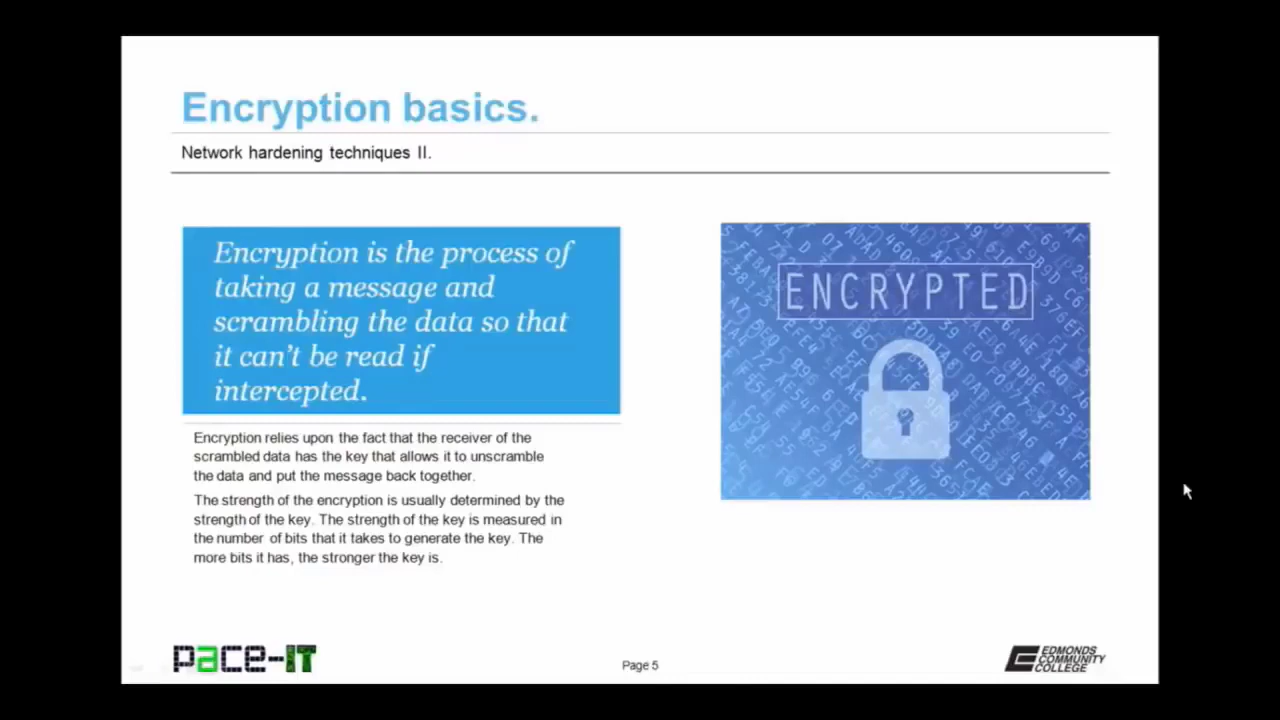 Encryption basics.
Network hardening techniques II.
Encryption is the process of
taking a message and
scrambling the data so that
it can't be read if
intercepted.
ENCRYPTED
Encryption relies upon the fact that the receiver of the
scrambled data has the key that allows it to unscramble
the data and put the message back together.
The strength of the encryption is usually determined by the
strength of the key. The strength of the key is measured in
the number of bits that it takes to generate the key. The
more bits it has, the stronger the key is.
pace-IT
Page 5
EDMONDS
COMMUNITY
COLLEGE